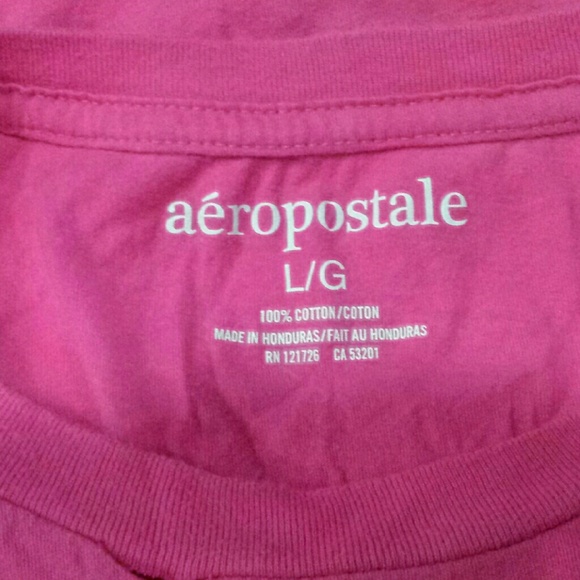 aéropostale
L/G
100% COTTON/COTON
MADE IN HONDURAS/FAIT AU HONDURAS
RN 121726 CA 53201